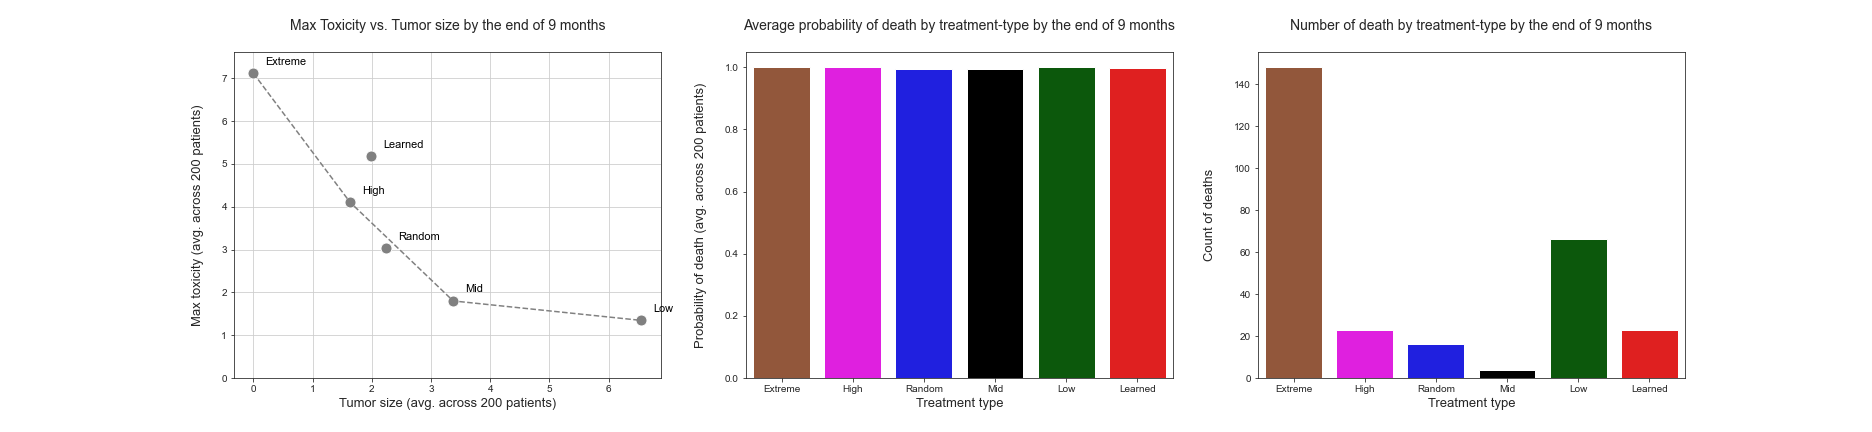 Max Toxicity vs. Tumor size by the end of 9 months
Max toxicity (avg. across 200 patients)
7
6
5
4
3
2
1
0
Extreme
Learned
High
Random
Mid
Low
0 1 2 3 4 5 6
Tumor size (avg. across 200 patients)
Average probability of death by treatment-type by the end of 9 months
Probability of death (avg. across 200 patients)
1.0
0.8
0.6
0.4
0.2
0.0
Extreme High Random Mid Low Learned
Treatment type
Number of death by treatment-type by the end of 9 months
Count of deaths
140
120
100
80
60
40
20
0
Extreme High Random Mid Low Learned
Treatment type